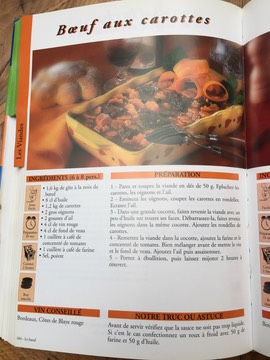 Bœuf aux carottes
Les Viandes
INGRÉDIENTS (6 à 8 pers.)
• 1,6 kg de gîte à la noix de
bœuf
• 8 cl d'huile
• 1,2 kg de carottes
• 2 gros oignons
• 2 gousses d'ail
• 4 cl de vin rouge
• 4 cl de fond de veau
• 1 cuillère à café de
concentré de tomates
• 1 cuillère à café de farine
• Sel, poivre
PRÉPARATION
1 - Parez et coupez la viande en dés de 50 g. Épluchez les
carottes, les oignons et l'ail.
2 - Émincez les oignons, coupez les carottes en rondelles.
Écrasez l'ail.
3 - Dans une grande cocotte, faites revenir la viande avec un
peu d'huile sur toutes ses faces. Débarrassez-la, faites revenir les
oignons dans la même cocotte. Ajoutez les rondelles de
carottes.
4 - Remettez la viande dans la cocotte, ajoutez la farine et le
concentré de tomates. Bien mélanger avant de mettre le vin
et le fond de veau. Ajoutez l'ail et l'eau. Salez et poivrez
modérément.
5 - Portez à ébullition, puis laissez mijoter 2 heures à
couvert.
VIN CONSEILLÉ
Bordeaux, Côtes de Blaye rouge
NOTRE TRUC OU ASTUCE
Avant de servir vérifiez que la sauce ne soit pas trop liquide.
Si c'est le cas confectionnez un roux à froid avec 50 g de
farine et 50 g d'huile.